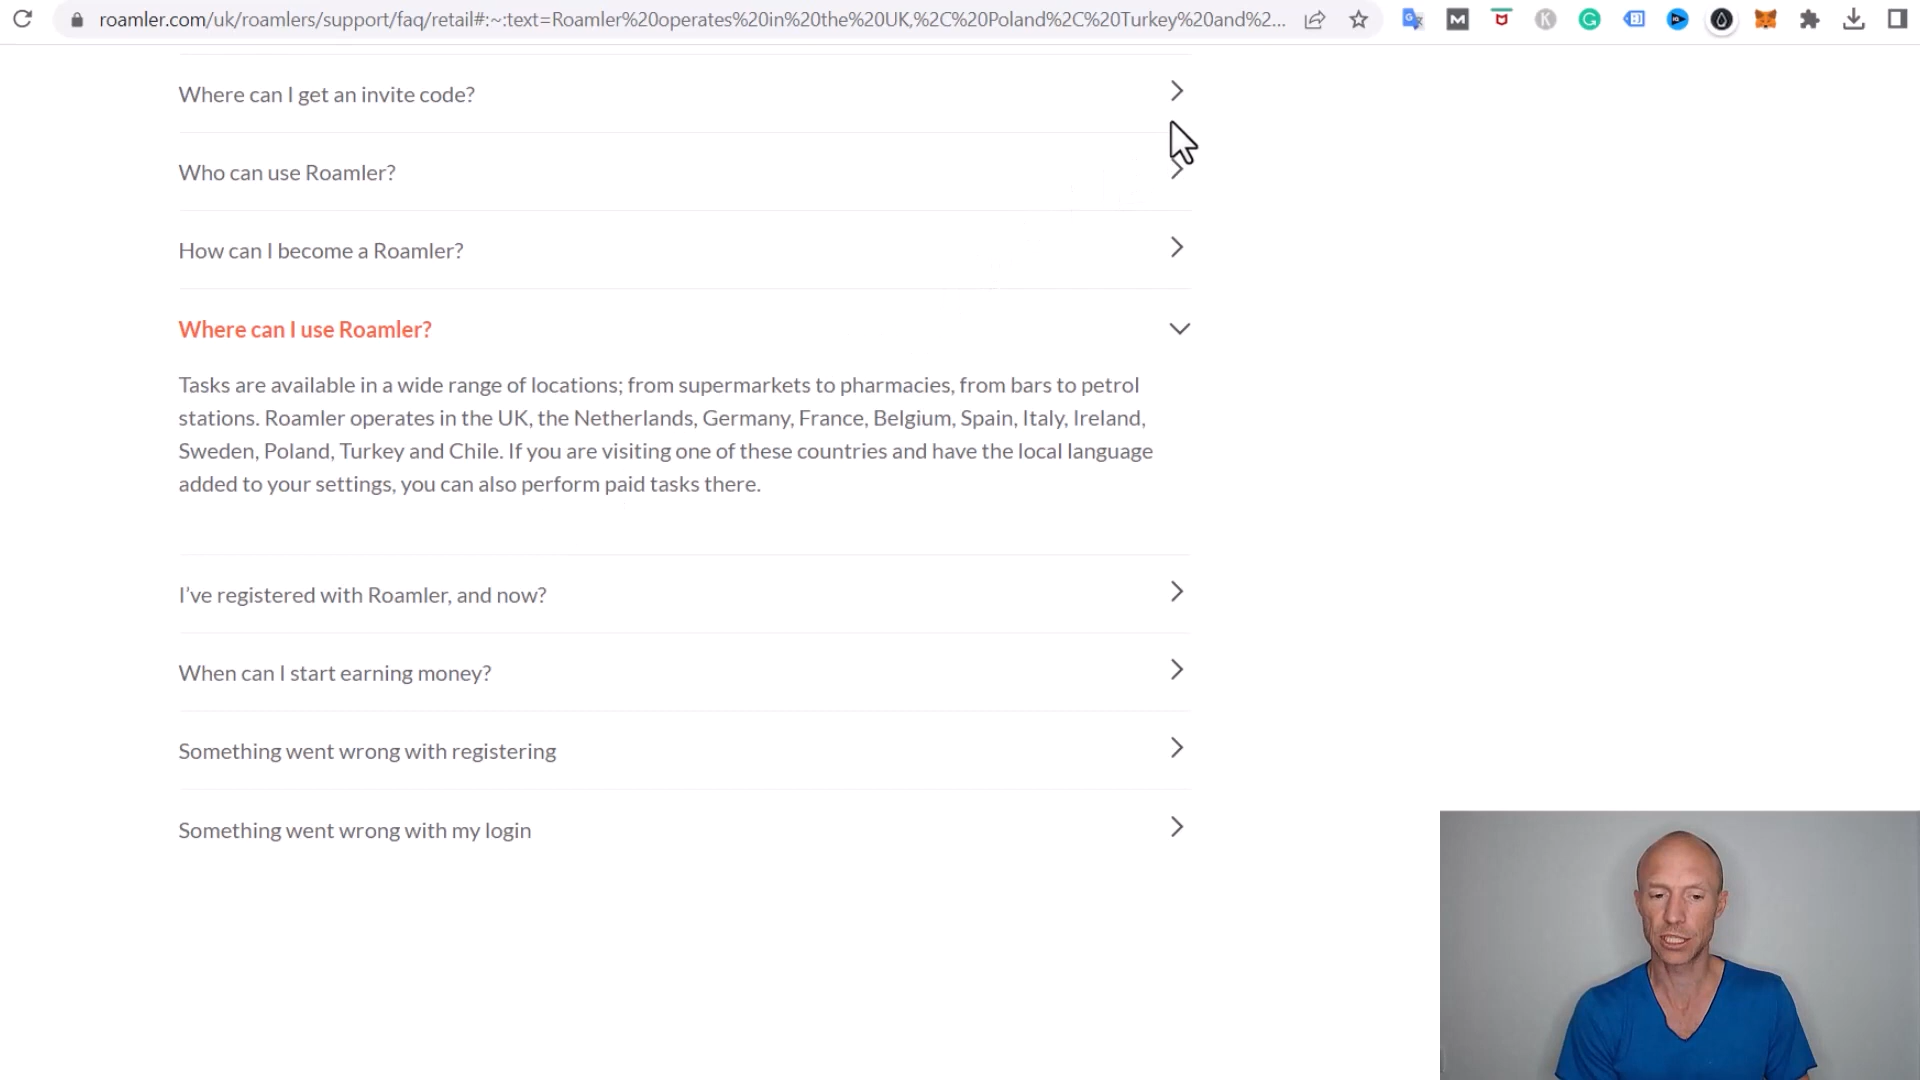 roamler.com/uk/roamlers/support/faq/retail#:~:text=Roamler%20operates%20in%20the%20UK,%2C%20Poland%2C%20Turkey%20and%2...
Where can I get an invite code?
Who can use Roamler?
How can I become a Roamler?
Where can I use Roamler?
Tasks are available in a wide range of locations; from supermarkets to pharmacies, from bars to petrol
stations. Roamler operates in the UK, the Netherlands, Germany, France, Belgium, Spain, Italy, Ireland,
Sweden, Poland, Turkey and Chile. If you are visiting one of these countries and have the local language
added to your settings, you can also perform paid tasks there.
I’ve registered with Roamler, and now?
When can I start earning money?
Something went wrong with registering
Something went wrong with my login